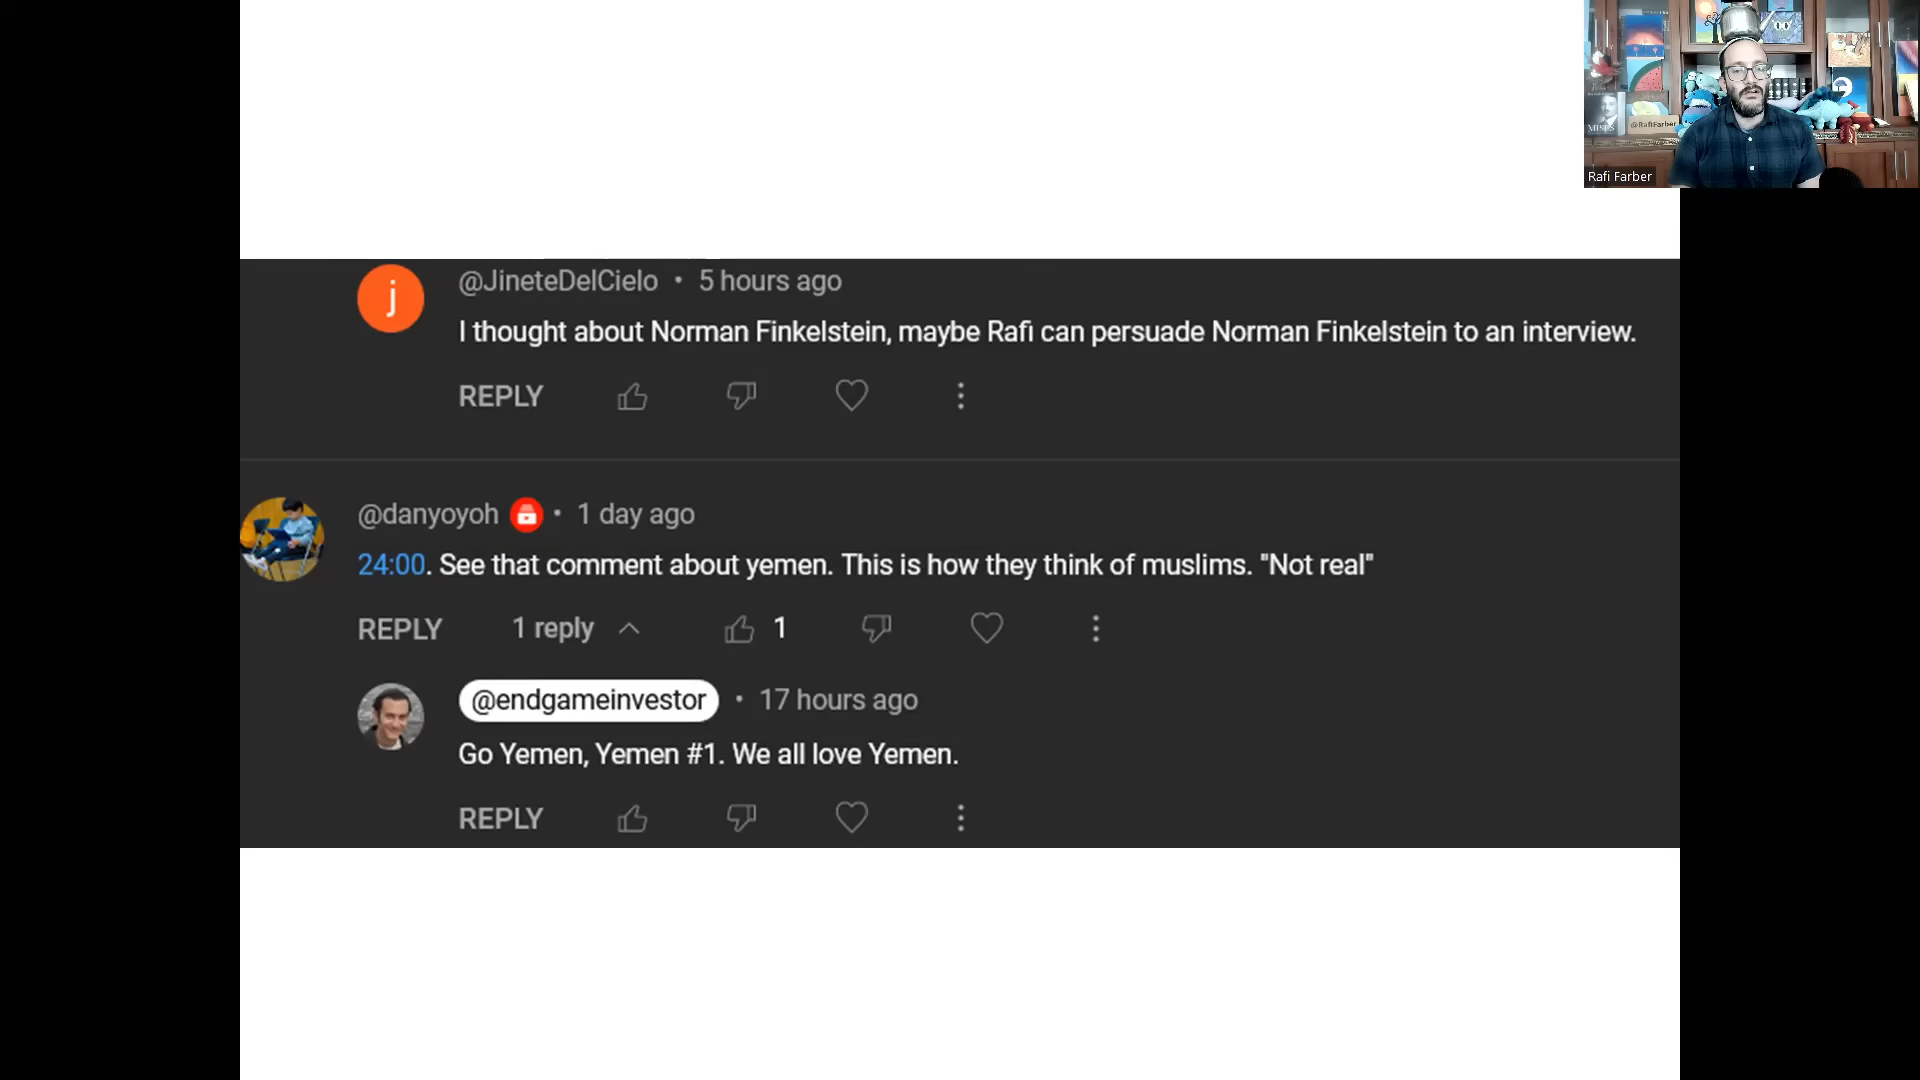 @RafiFarber
Rafi Farber
j
@JineteDelCielo • 5 hours ago
I thought about Norman Finkelstein, maybe Rafi can persuade Norman Finkelstein to an interview.
REPLY
@danyoyoh • 1 day ago
24:00. See that comment about yemen. This is how they think of muslims. "Not real"
REPLY 1 reply 1
@endgameinvestor • 17 hours ago
Go Yemen, Yemen #1. We all love Yemen.
REPLY